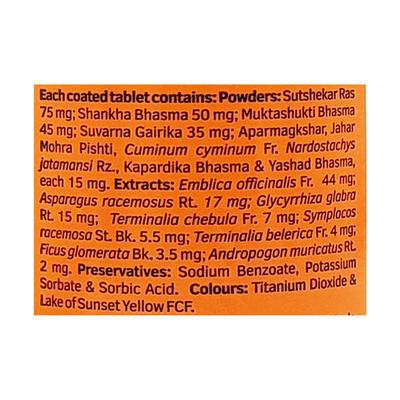 Each coated tablet contains: Powders: Sutshekar Ras
75 mg; Shankha Bhasma 50 mg; Muktashukti Bhasma
45 mg; Suvarna Gairika 35 mg; Aparmagkshar, Jahar
Mohra Pishti, Cuminum cyminum Fr. Nardostachys
jatamansi Rz., Kapardika Bhasma & Yashad Bhasma,
each 15 mg. Extracts: Emblica officinalis Fr. 44 mg;
Asparagus racemosus Rt. 17 mg; Glycyrrhiza glabra
Rt. 15 mg; Terminalia chebula Fr. 7 mg; Symplocos
racemosa St. Bk. 5.5 mg; Terminalia belerica Fr. 4 mg;
Ficus glomerata Bk. 3.5 mg; Andropogon muricatus Rt.
2 mg. Preservatives: Sodium Benzoate, Potassium
Sorbate & Sorbic Acid. Colours: Titanium Dioxide &
Lake of Sunset Yellow FCF.